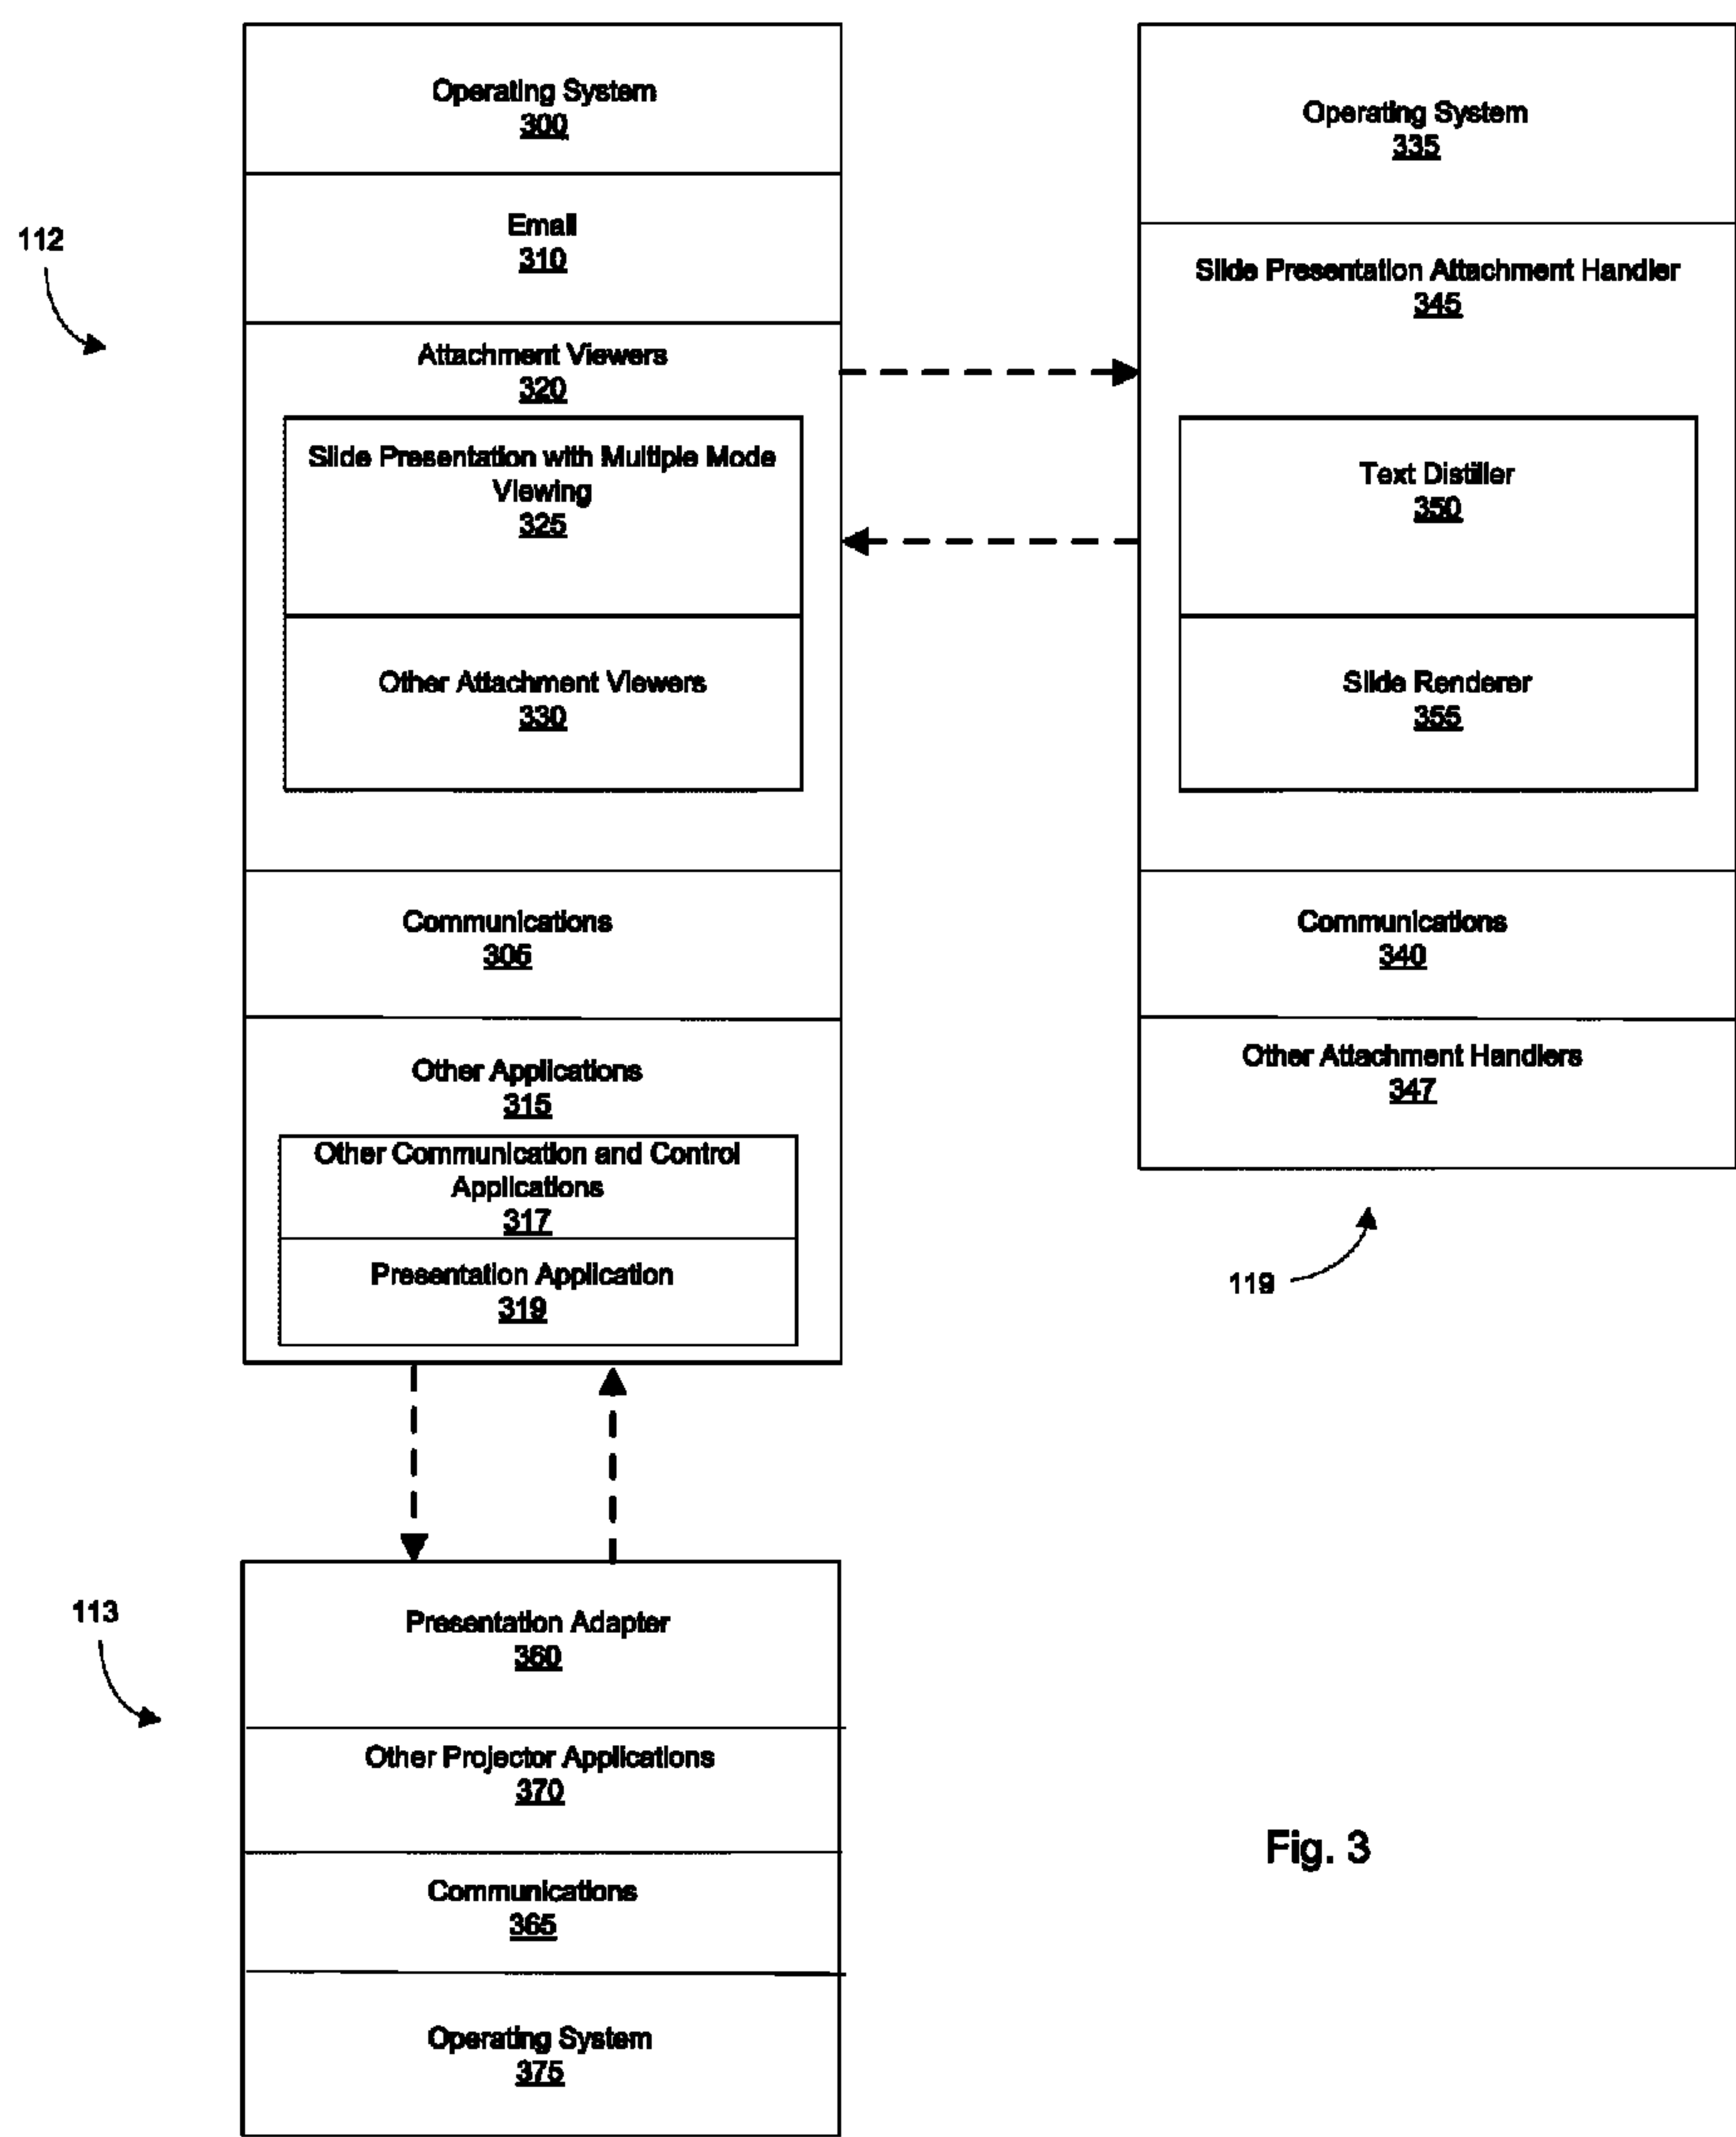 112
Operating System
300
Email
310
Attachment Viewers
320
Slide Presentation with Multiple Mode
Viewing
325
Other Attachment Viewers
330
Communications
305
Other Applications
315
Other Communication and Control
Applications
317
Presentation Application
319
Operating System
335
Slide Presentation Attachment Handler
345
Text Distiller
350
Slide Renderer
355
Communications
340
Other Attachment Handlers
347
119
113
Presentation Adapter
360
Other Projector Applications
370
Communications
365
Operating System
375
Fig. 3